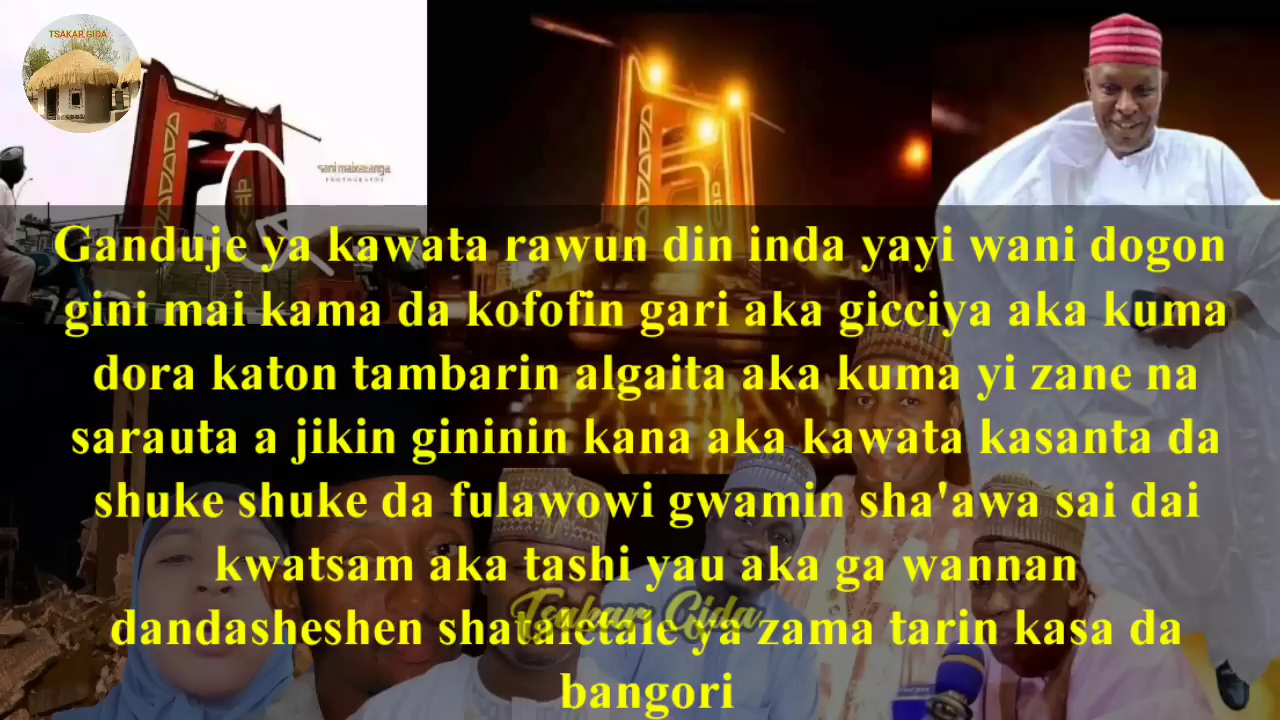 TSAKAR GIDA
sani maikatanga
PHOTOGRAPHY
Ganduje ya kawata rawun din inda yayi wani dogon
gini mai kama da kofofin gari aka gicciya aka kuma
dora katon tambarin algaita aka kuma yi zane na
sarauta a jikin gininin kana aka kawata kasanta da
shuke shuke da fulawowi gwamin sha'awa sai dai
kwatsam aka tashi yau aka ga wannan
dandasheshen shataletale ya zama tarin kasa da
Tsakar Gida
bangori